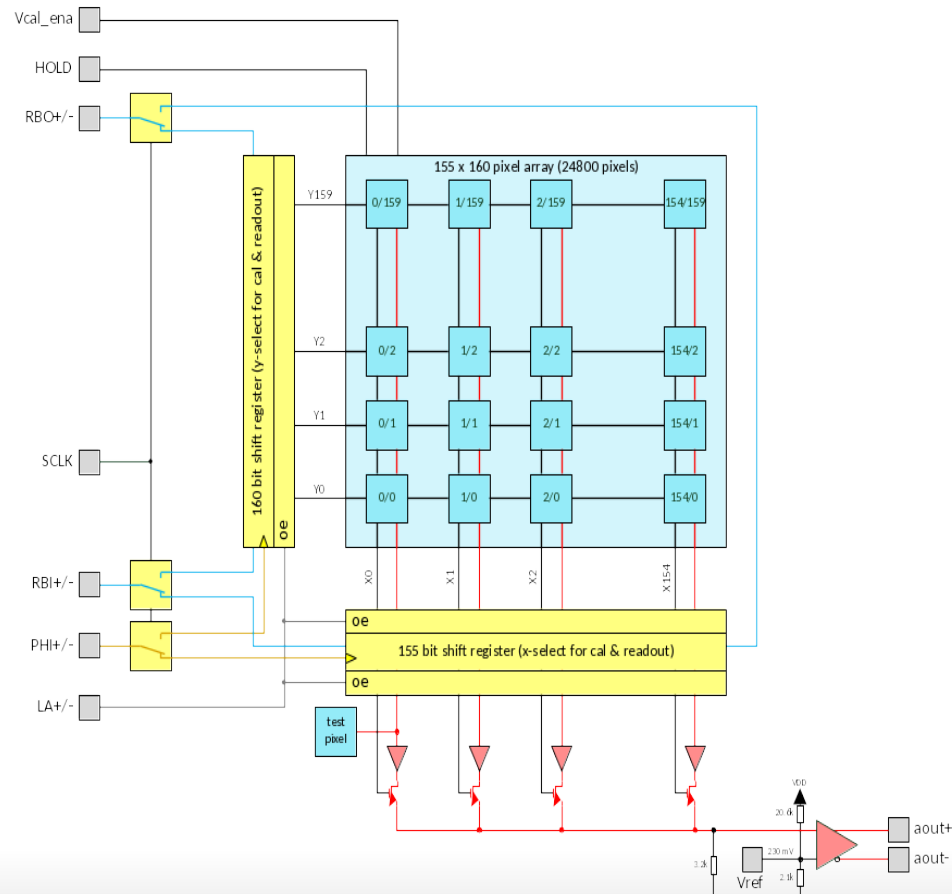 Vcal_ena
HOLD
RBO+/-
155 x 160 pixel array (24800 pixels)
160 bit shift register (y-select for cal & readout)
oe
Y159
0/159
1/159
2/159
154/159
Y2
0/2
1/2
2/2
154/2
Y1
0/1
1/1
2/1
154/1
SCLK
Y0
0/0
1/0
2/0
154/0
X0
X1
X2
X154
RBI+/-
oe
PHI+/-
155 bit shift register (x-select for cal & readout)
oe
LA+/-
test
pixel
VDD
20.6k
aout+
230 mV
aout-
Vref
2.1k